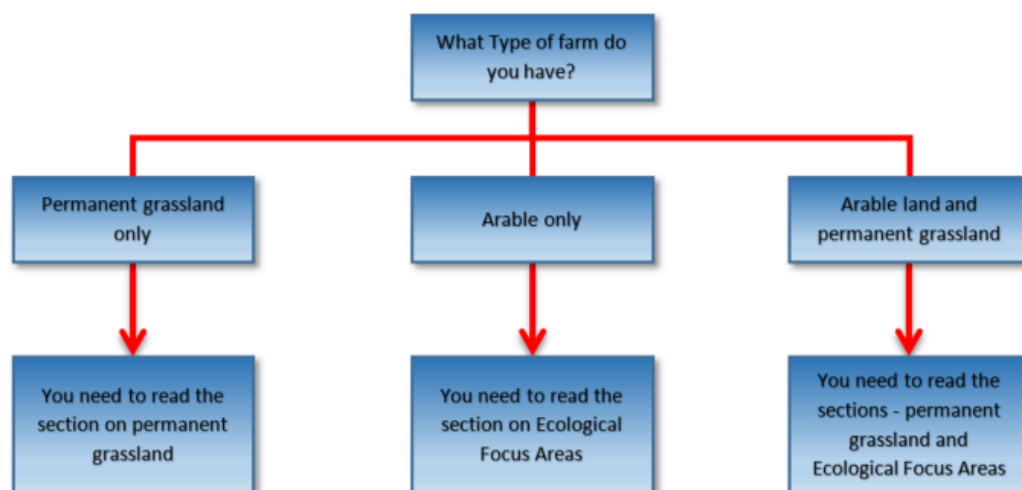 What Type of farm do
you have?
Permanent grassland
only
Arable only
Arable land and
permanent grassland
You need to read the
section on permanent
grassland
You need to read the
section on Ecological
Focus Areas
You need to read the
sections - permanent
grassland and
Ecological Focus Areas